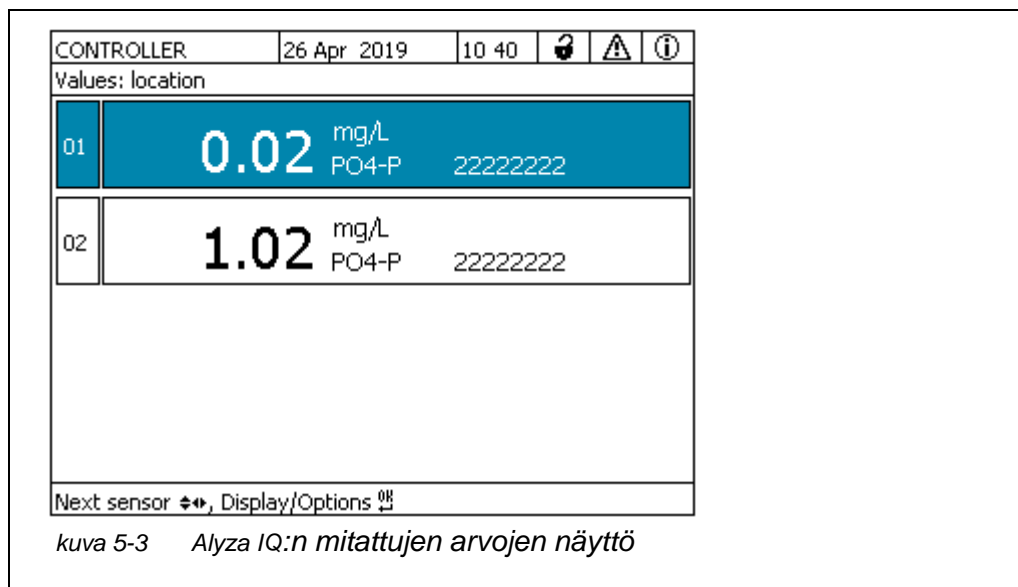 CONTROLLER 26 Apr 2019 10 40
Values: location
01 0.02 mg/L PO4-P 22222222
02 1.02 mg/L PO4-P 22222222
Next sensor, Display/Options OK
kuva 5-3 Alyza IQ:n mitattujen arvojen näyttö